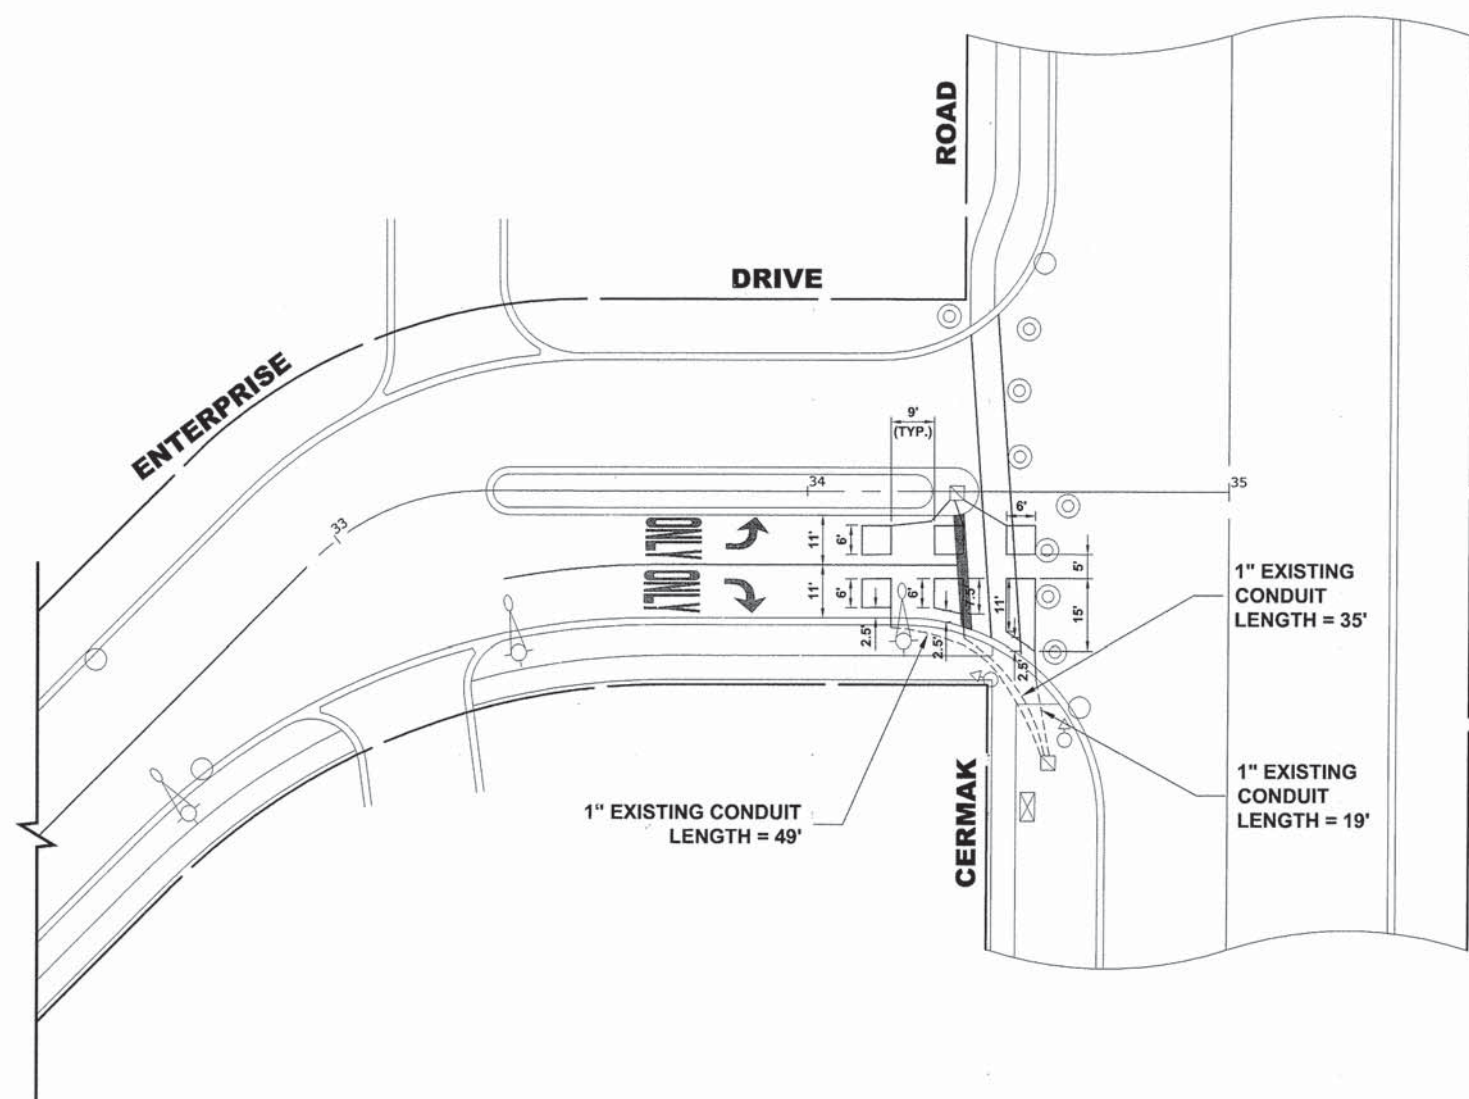 ROAD
DRIVE
ENTERPRISE
9'
(TYP.)
33
34
35
6'
ONLY
11'
6'
5'
ONLY
11'
6'
6'
7.5'
11'
15'
2.5'
2.5'
2.5'
1" EXISTING
CONDUIT
LENGTH = 35'
1" EXISTING CONDUIT
LENGTH = 49'
CERMAK
1" EXISTING
CONDUIT
LENGTH = 19'